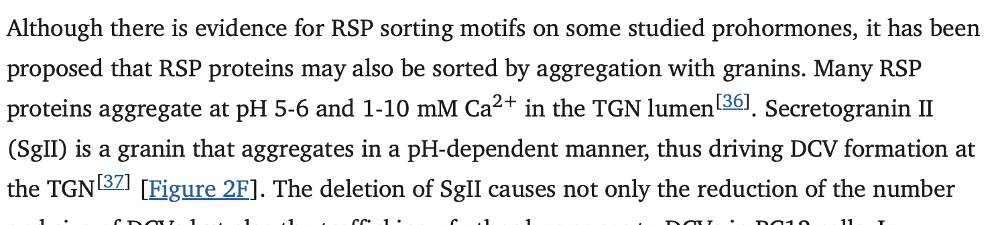 Although there is evidence for RSP sorting motifs on some studied prohormones, it has been
proposed that RSP proteins may also be sorted by aggregation with granins. Many RSP
proteins aggregate at pH 5-6 and 1-10 mM Ca²⁺ in the TGN lumen[36]. Secretogranin II
(SgII) is a granin that aggregates in a pH-dependent manner, thus driving DCV formation at
the TGN[37] [Figure 2F]. The deletion of SgII causes not only the reduction of the number